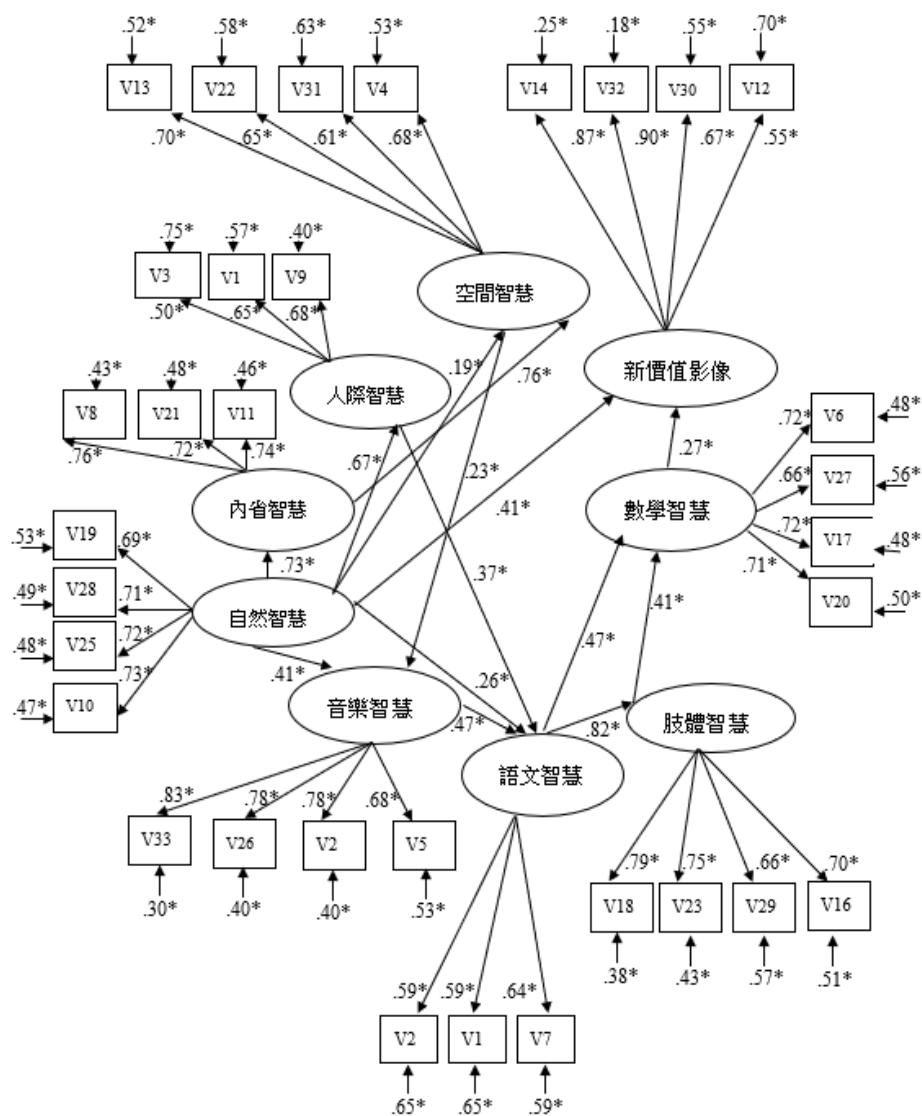 .52* .58* .63* .53* .25* .18* .55* .70*
V13 V22 V31 V4 V14 V32 V30 V12
.70* .65* .61* .68* .87* .90* .67* .55*
.75* .57* .40*
V3 V1 V9
.50* .65* .68*
空間智慧
新價值影像
人際智慧
.19* .76*
.43* .48* .46*
V8 V21 V11
.76* .72* .74*
.67* .23* .41* .27*
V6 .48*
.72*
V27 .56*
.66*
V17 .48*
.72*
V20 .50*
.71*
內省智慧
數學智慧
.73* .37* .41*
.53* V19 .69*
.49* V28 .71*
.48* V25 .72*
.47* V10 .73*
自然智慧
.41* .26* .47*
音樂智慧
.47* .82*
肢體智慧
語文智慧
.83* .78* .78* .68*
V33 V26 V2 V5
.30* .40* .40* .53*
.79* .75* .66* .70*
V18 V23 V29 V16
.38* .43* .57* .51*
.59* .59* .64*
V2 V1 V7
.65* .65* .59*